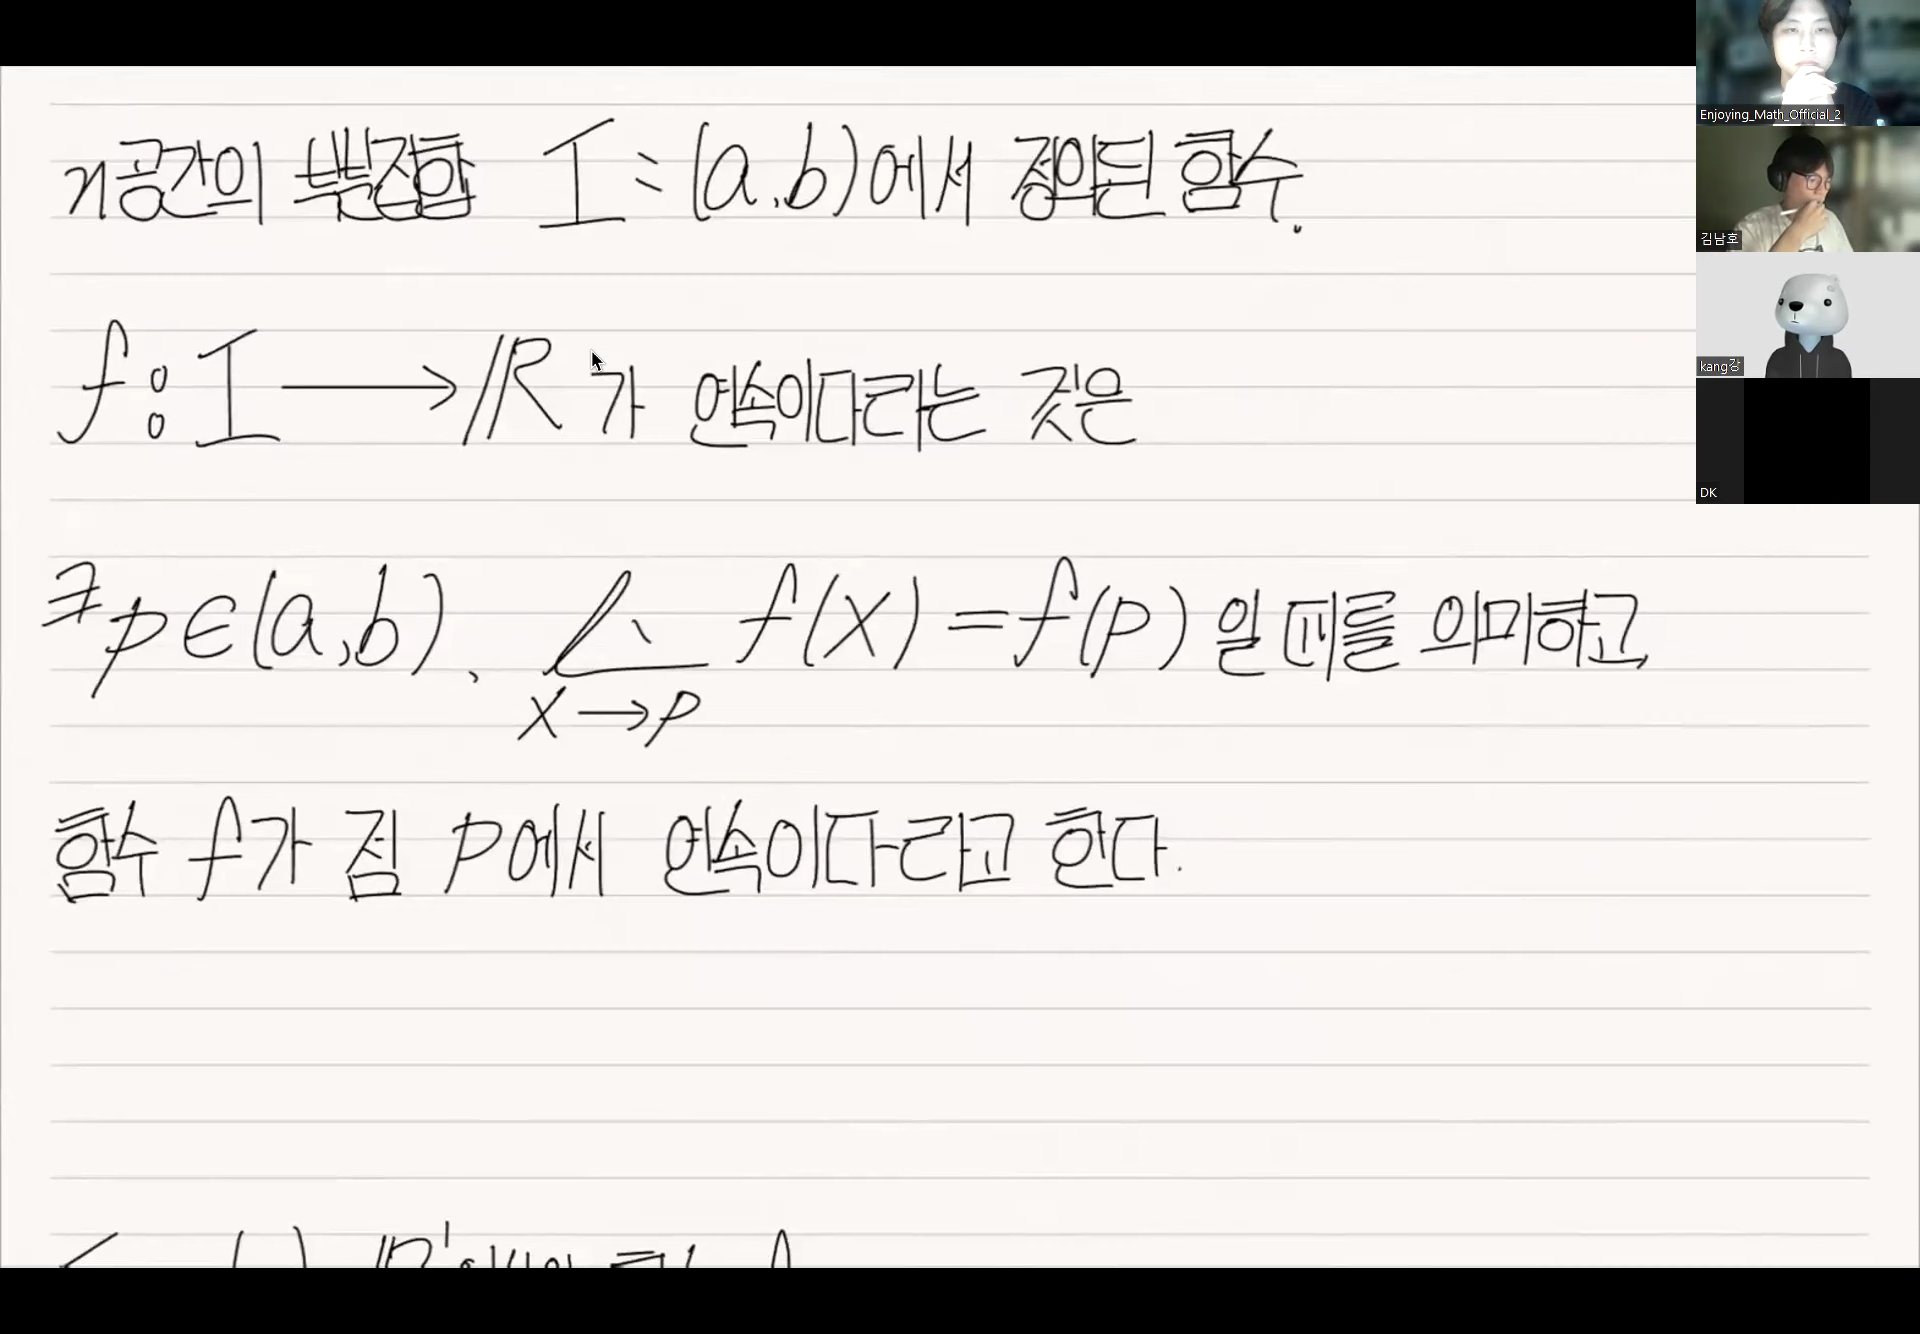 n공간의 부분집합 I = (a, b)에서 정의된 함수.
f : I → ℝ가 연속이다라는 것은
∃p∈(a, b), lim f(x) = f(p)일 때를 의미하고,
x→p
함수 f가 점 p에서 연속이다라고 한다.
Enjoying_Math_Official_2
김남호
kang강
DK